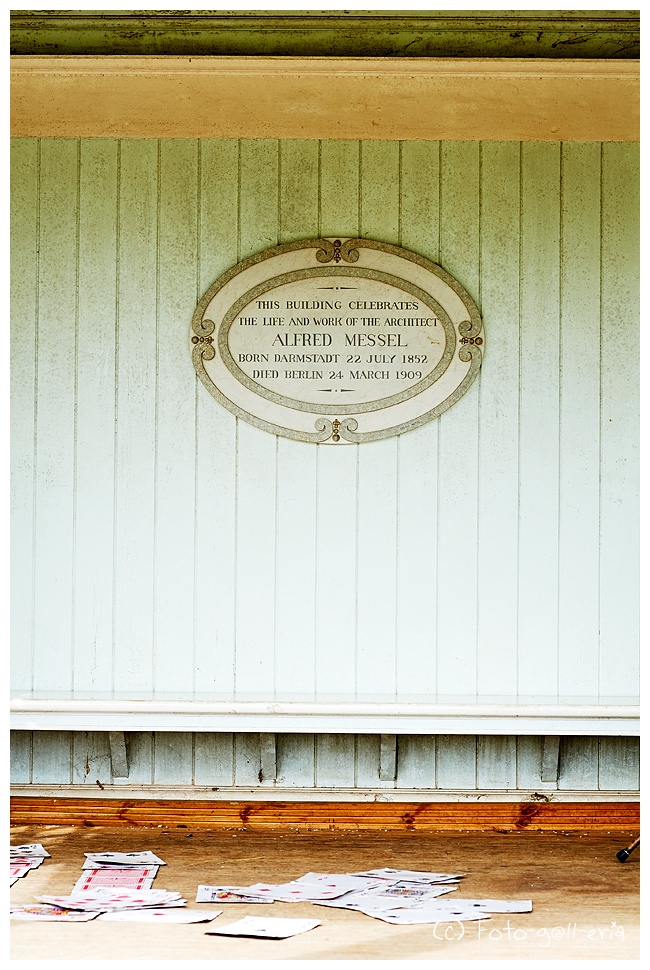 THIS BUILDING CELEBRATES
THE LIFE AND WORK OF THE ARCHITECT
ALFRED MESSEL
BORN DARMSTADT 22 JULY 1852
DIED BERLIN 24 MARCH 1909
(c) foto-g@ll-eria